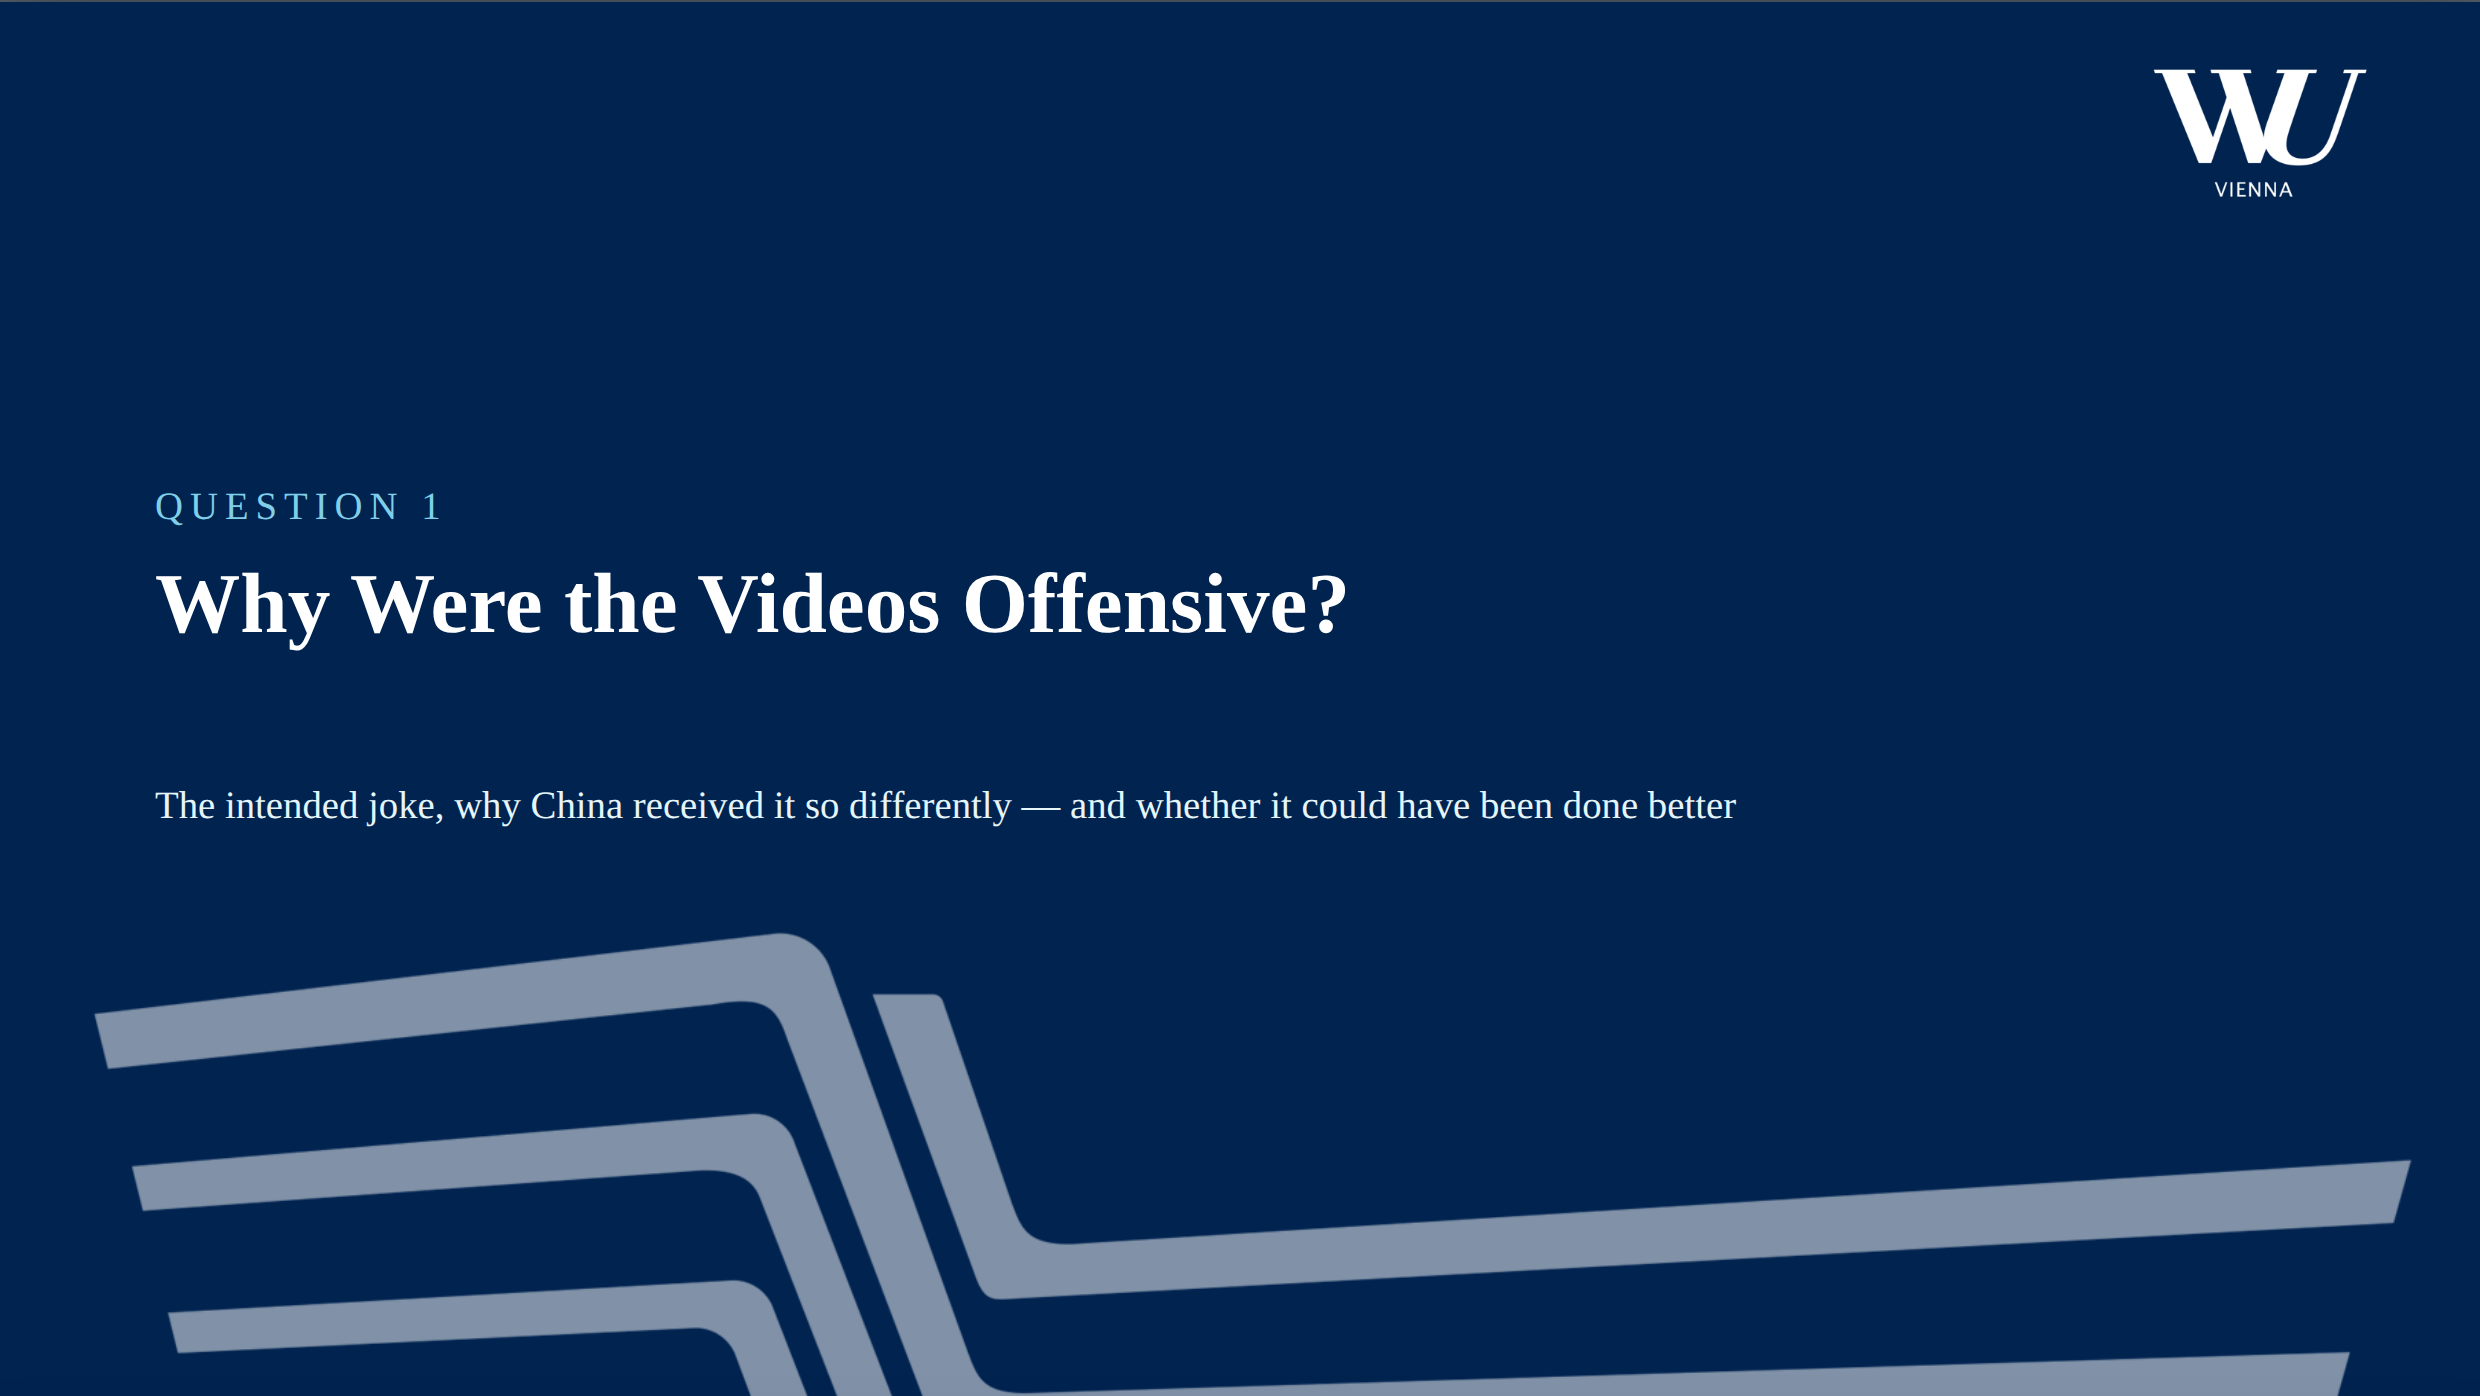 WU
VIENNA
QUESTION 1
Why Were the Videos Offensive?
The intended joke, why China received it so differently — and whether it could have been done better